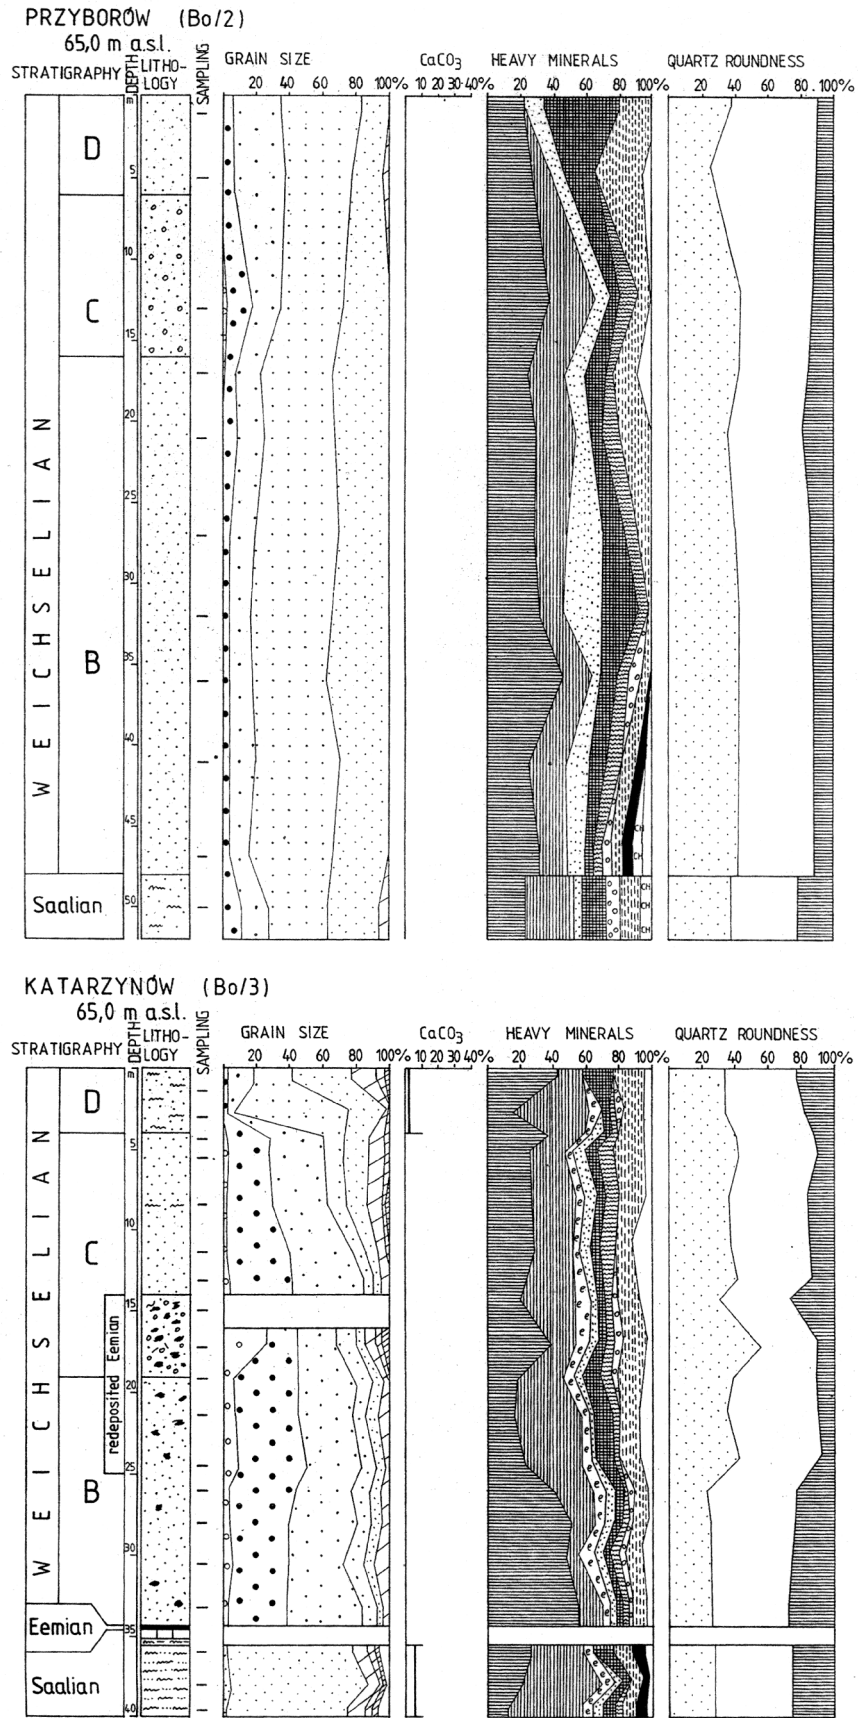 PRZYBORÓW (Bo/2)
65,0 m a.s.l.
STRATIGRAPHY
DEPTH
LITHO-
LOGY
SAMPLING
GRAIN SIZE
CaCO3
HEAVY MINERALS
QUARTZ ROUNDNESS
m
20 40 60 80 100%
10 20 30 40%
20 40 60 80 100%
20 40 60 80 100%
D
5
10
C
15
20
25
30
WEICHSELIAN
B
35
40
45
CH
CH
Saalian
50
CH
CH
CH
KATARZYNÓW (Bo/3)
65,0 m a.s.l.
STRATIGRAPHY
DEPTH
LITHO-
LOGY
SAMPLING
GRAIN SIZE
CaCO3
HEAVY MINERALS
QUARTZ ROUNDNESS
m
20 40 60 80 100%
10 20 30 40%
20 40 60 80 100%
20 40 60 80 100%
D
5
10
C
15
redeposited Eemian
20
25
WEICHSELIAN
B
30
Eemian
35
Saalian
40